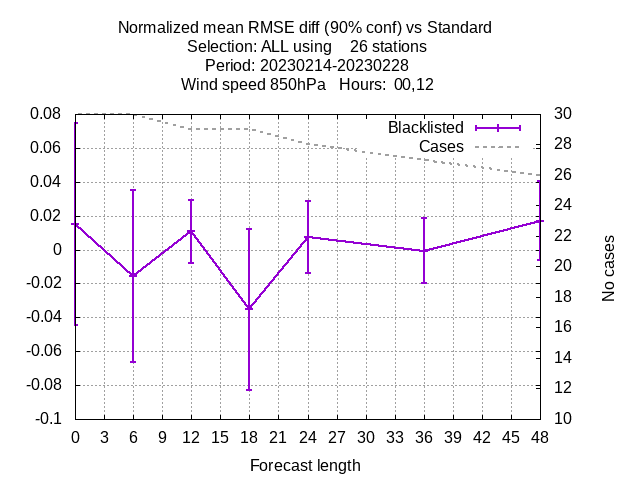 Normalized mean RMSE diff (90% conf) vs Standard
Selection: ALL using    26 stations
Period: 20230214-20230228
Wind speed 850hPa   Hours:  00,12
Blacklisted
Cases
0.08
0.06
0.04
0.02
0
-0.02
-0.04
-0.06
-0.08
-0.1
30
28
26
24
22
20
18
16
14
12
10
No cases
0 3 6 9 12 15 18 21 24 27 30 33 36 39 42 45 48
Forecast length